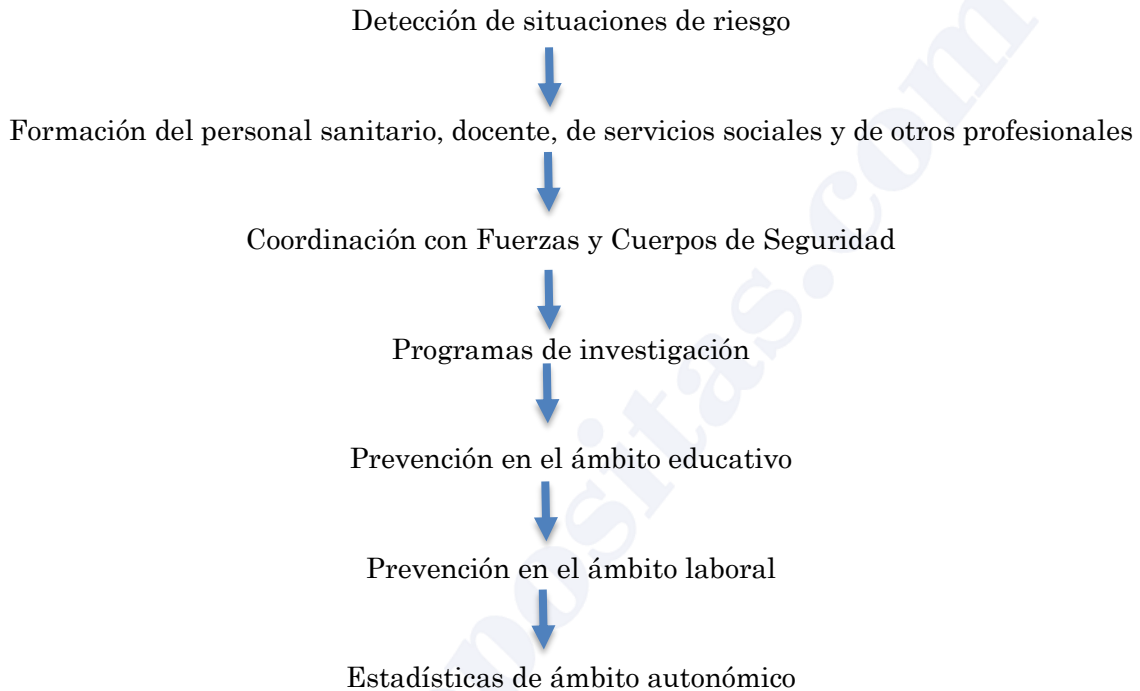 Detección de situaciones de riesgo
Formación del personal sanitario, docente, de servicios sociales y de otros profesionales
Coordinación con Fuerzas y Cuerpos de Seguridad
Programas de investigación
Prevención en el ámbito educativo
Prevención en el ámbito laboral
Estadísticas de ámbito autonómico
ositas.com